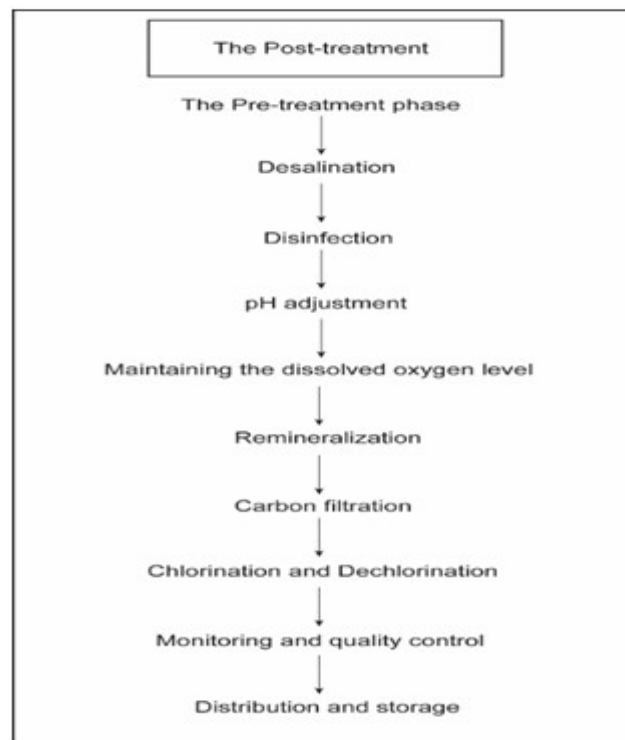 The Post-treatment
The Pre-treatment phase
Desalination
Disinfection
pH adjustment
Maintaining the dissolved oxygen level
Remineralization
Carbon filtration
Chlorination and Dechlorination
Monitoring and quality control
Distribution and storage